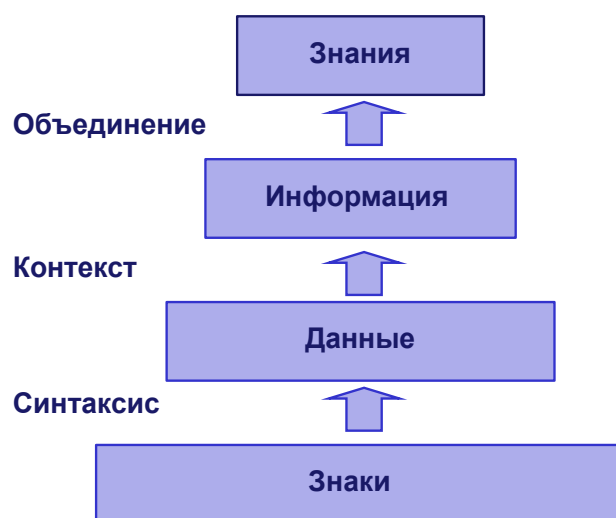 Знания
Объединение
Информация
Контекст
Данные
Синтаксис
Знаки